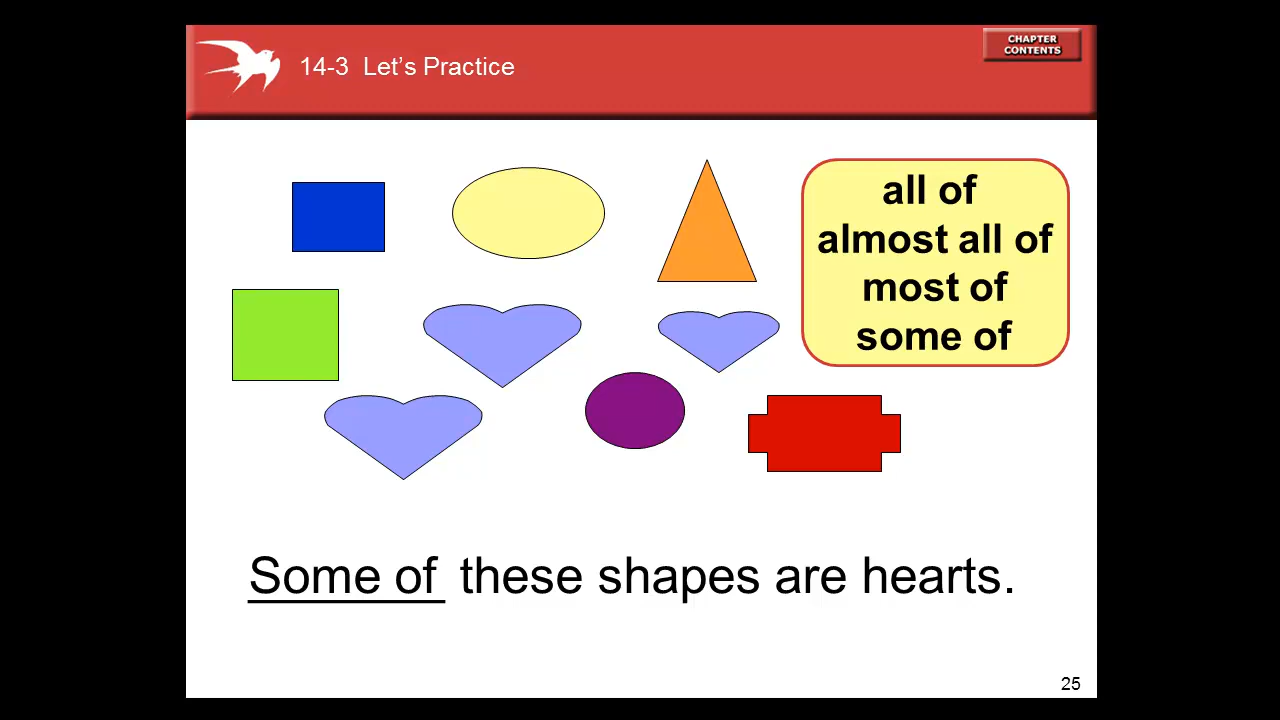 CHAPTER
CONTENTS
14-3 Let’s Practice
all of
almost all of
most of
some of
Some of these shapes are hearts.
25